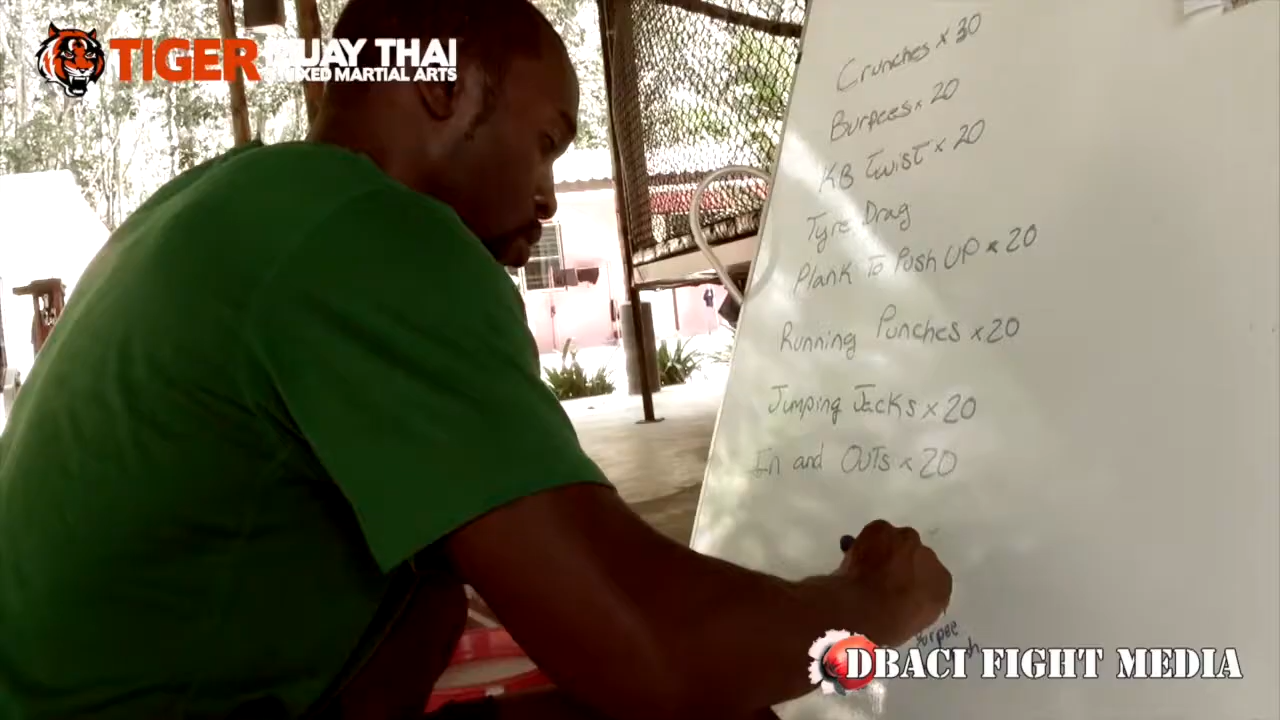 TIGER MUAY THAI
& MIXED MARTIAL ARTS
Crunches x 30
Burpees x 20
KB Twist x 20
Tyre Drag
Plank To Push UP x 20
Running Punches x 20
Jumping Jacks x 20
In and OUTs x 20
Burpee
DBACI FIGHT MEDIA